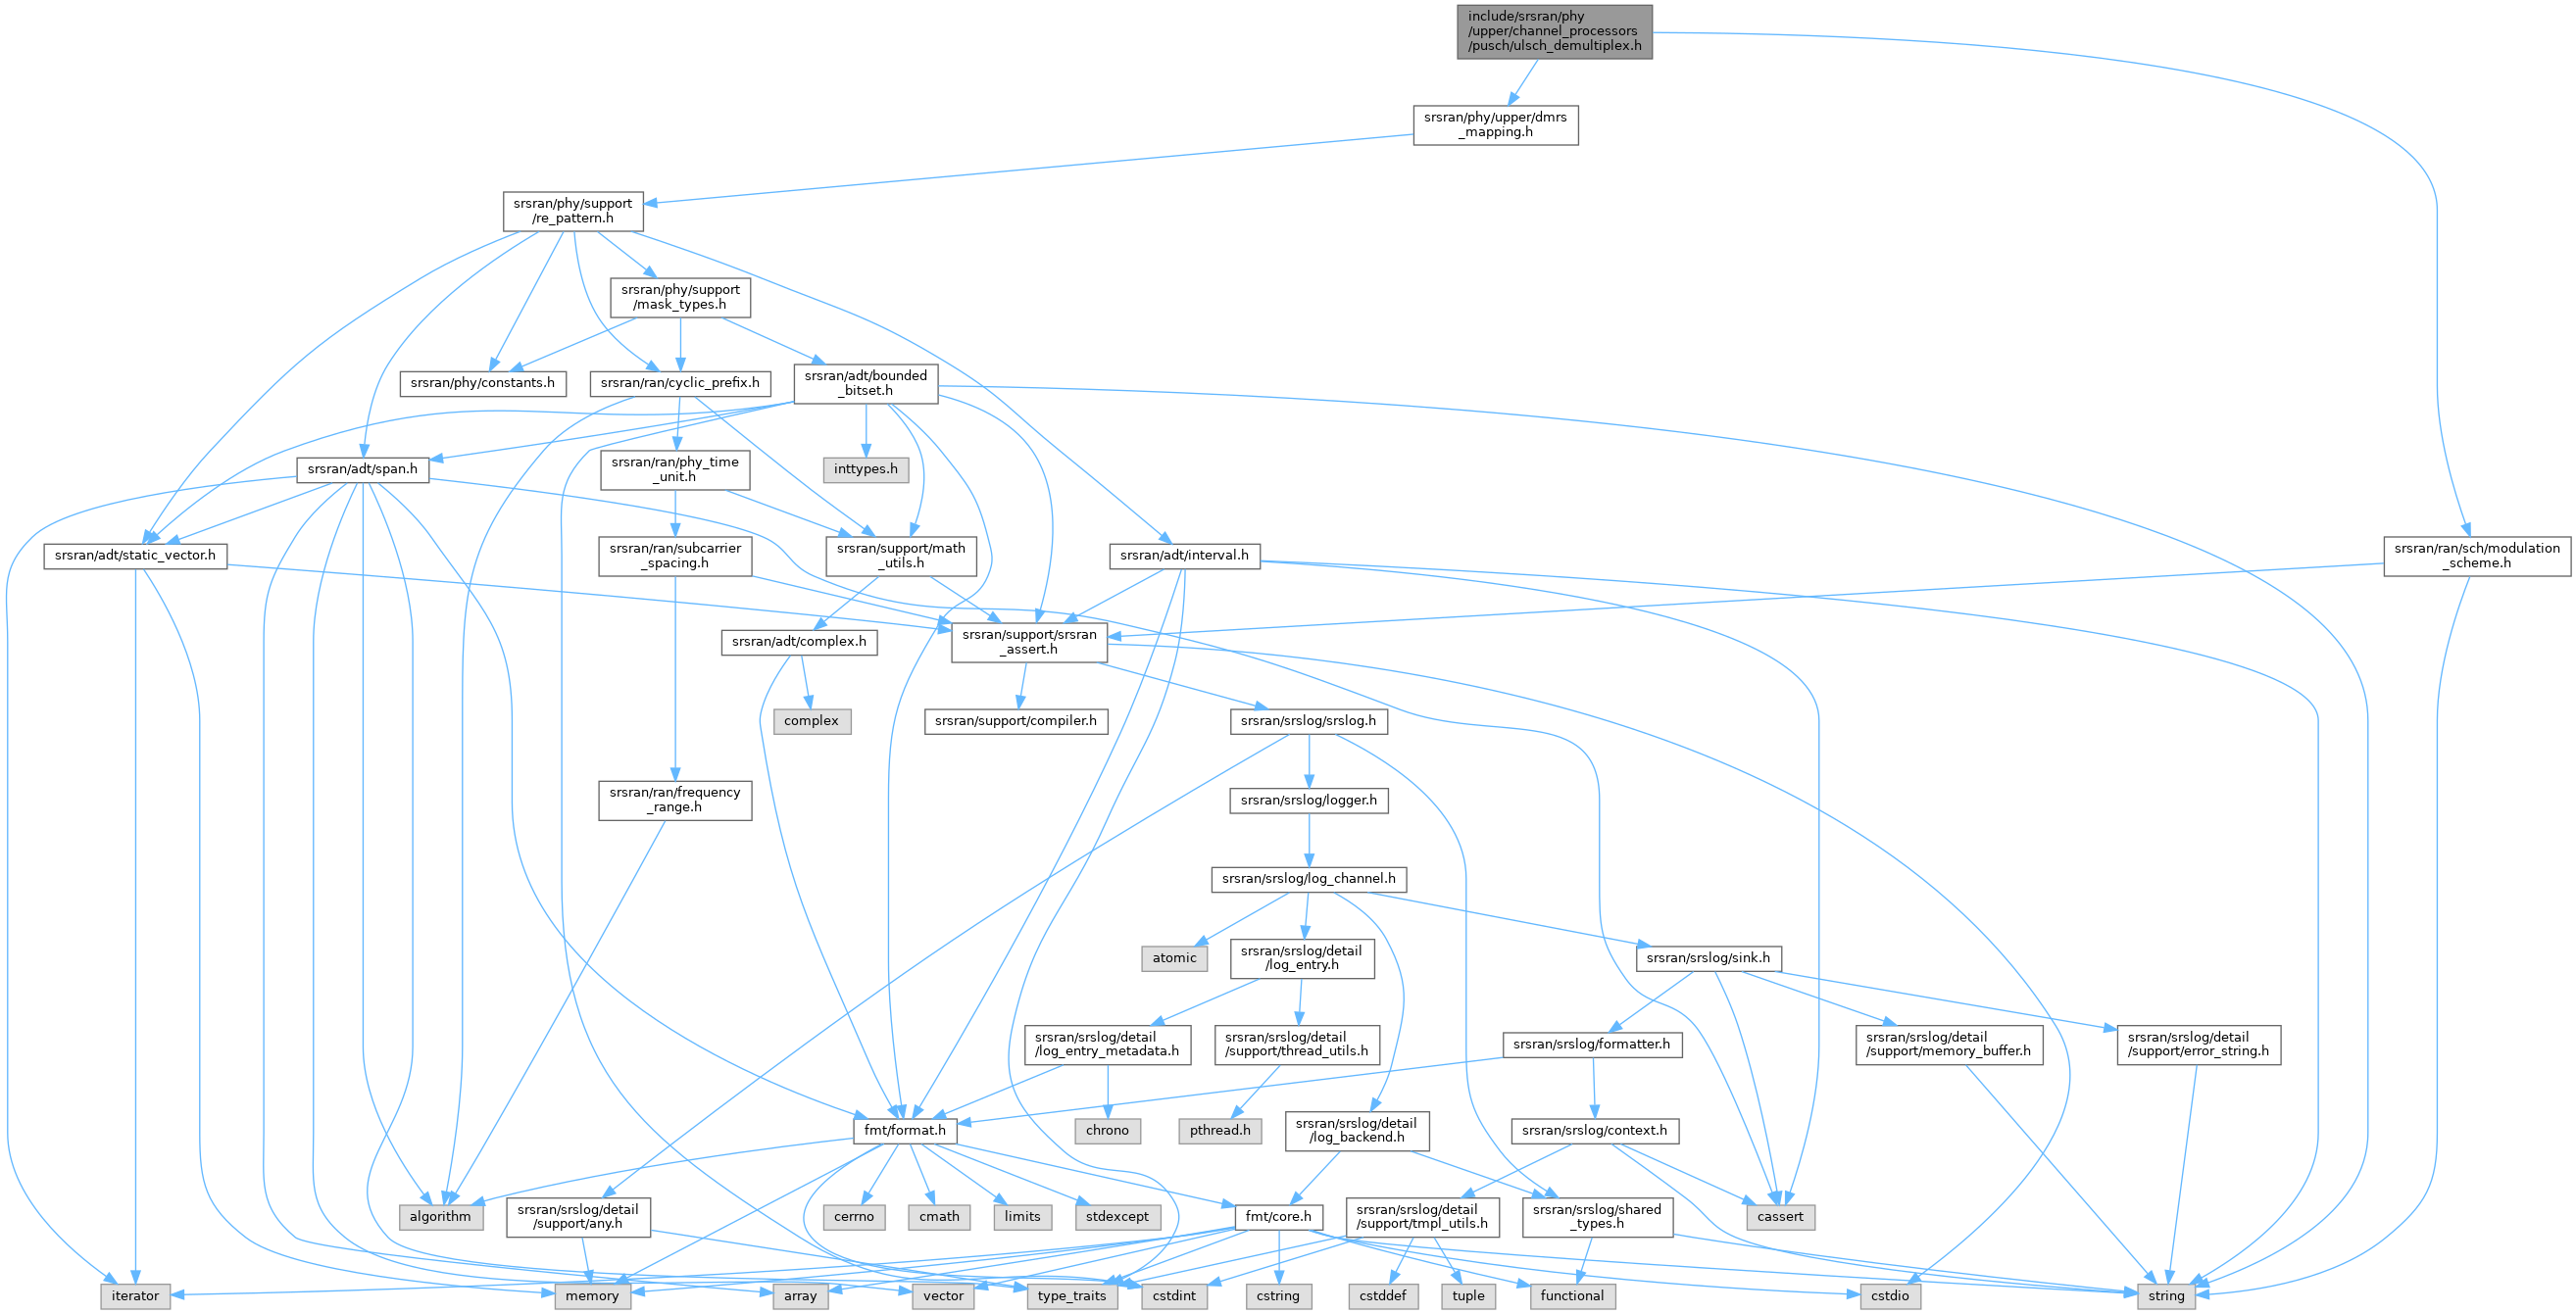 include/srsran/phy
/upper/channel_processors
/pusch/ulsch_demultiplex.h
srsran/phy/upper/dmrs
_mapping.h
srsran/phy/support
/re_pattern.h
srsran/phy/support
/mask_types.h
srsran/phy/constants.h
srsran/ran/cyclic_prefix.h
srsran/adt/bounded
_bitset.h
srsran/adt/span.h
srsran/ran/phy_time
_unit.h
inttypes.h
srsran/adt/static_vector.h
srsran/ran/subcarrier
_spacing.h
srsran/support/math
_utils.h
srsran/adt/interval.h
srsran/ran/sch/modulation
_scheme.h
srsran/adt/complex.h
srsran/support/srsran
_assert.h
complex
srsran/support/compiler.h
srsran/srslog/srslog.h
srsran/ran/frequency
_range.h
srsran/srslog/logger.h
srsran/srslog/log_channel.h
atomic
srsran/srslog/detail
/log_entry.h
srsran/srslog/sink.h
srsran/srslog/detail
/log_entry_metadata.h
srsran/srslog/detail
/support/thread_utils.h
srsran/srslog/formatter.h
srsran/srslog/detail
/support/memory_buffer.h
srsran/srslog/detail
/support/error_string.h
fmt/format.h
chrono
pthread.h
srsran/srslog/detail
/log_backend.h
srsran/srslog/context.h
algorithm
srsran/srslog/detail
/support/any.h
cerrno
cmath
limits
stdexcept
fmt/core.h
srsran/srslog/detail
/support/tmpl_utils.h
srsran/srslog/shared
_types.h
cassert
iterator
memory
array
vector
type_traits
cstdint
cstring
cstddef
tuple
functional
cstdio
string